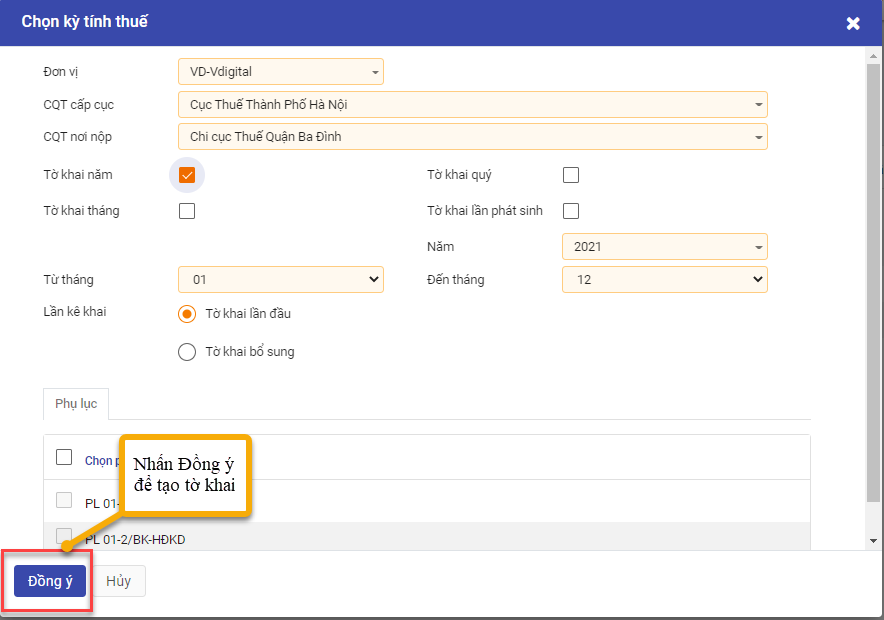 Chọn kỳ tính thuế
Đơn vị VD-Vdigital
CQT cấp cục Cục Thuế Thành Phố Hà Nội
CQT nơi nộp Chi cục Thuế Quận Ba Đình
Tờ khai năm Tờ khai quý
Tờ khai tháng Tờ khai lần phát sinh
Năm 2021
Từ tháng 01 Đến tháng 12
Lần kê khai Tờ khai lần đầu
Tờ khai bổ sung
Phụ lục
Chọn
Nhấn Đồng ý
để tạo tờ khai
PL 01-
PL 01-2/BK-HĐKD
Đồng ý Hủy